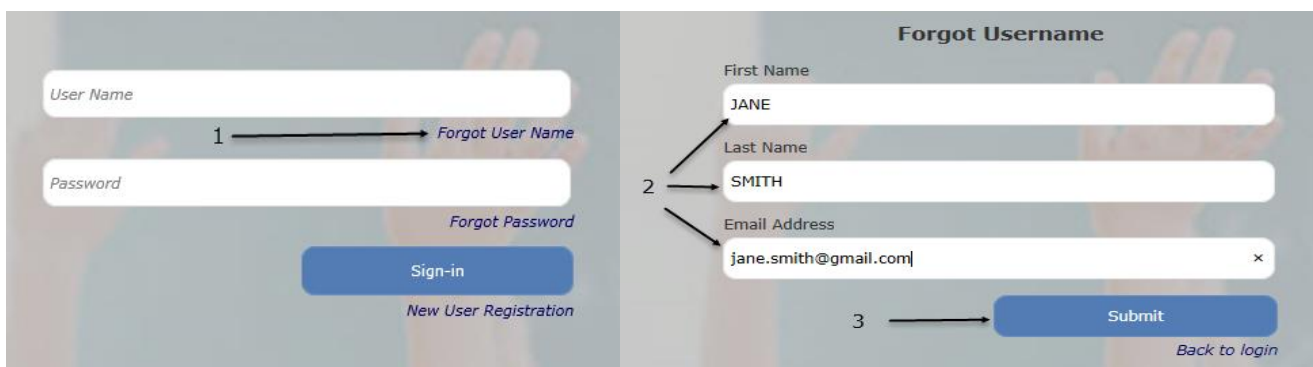 User Name
1
Forgot User Name
Password
Forgot Password
Sign-in
New User Registration
Forgot Username
First Name
JANE
Last Name
2
SMITH
Email Address
jane.smith@gmail.com
×
3
Submit
Back to login